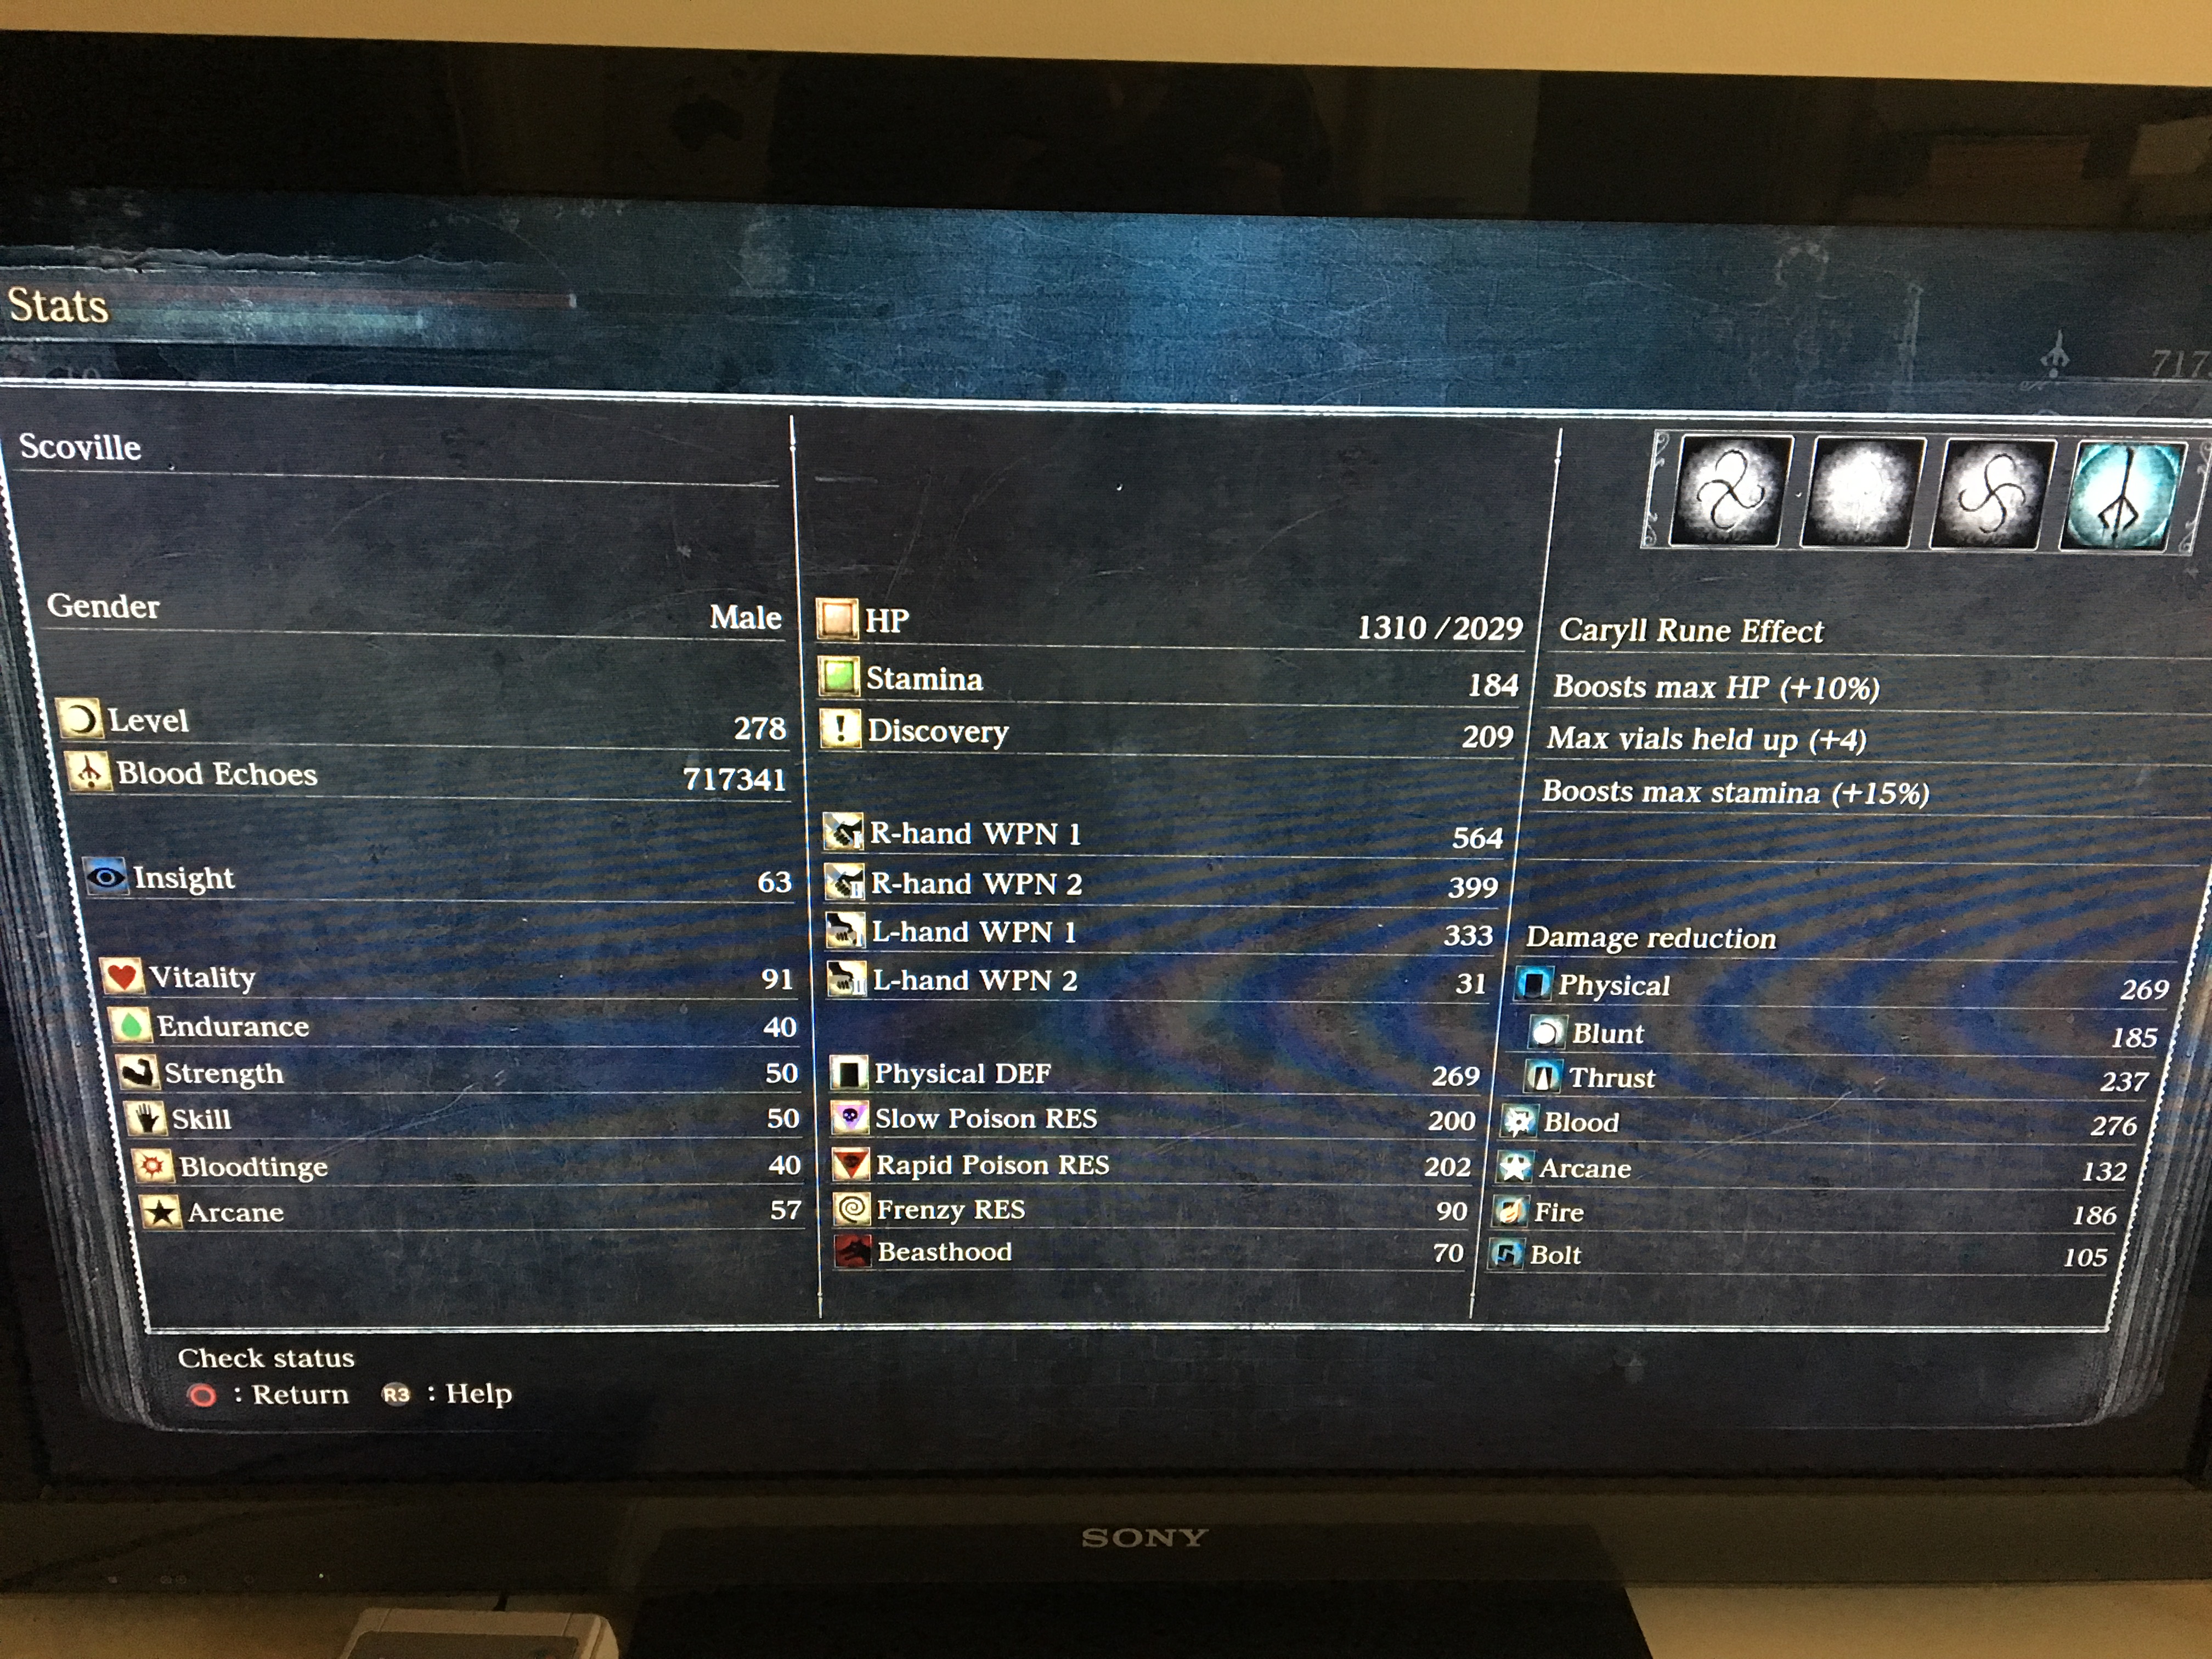 Stats
Scoville
Gender Male
Level 278
Blood Echoes 717341
Insight 63
Vitality 91
Endurance 40
Strength 50
Skill 50
Bloodtinge 40
Arcane 57
HP 1310 / 2029
Stamina 184
Discovery 209
R-hand WPN 1 564
R-hand WPN 2 399
L-hand WPN 1 333
L-hand WPN 2 31
Physical DEF 269
Slow Poison RES 200
Rapid Poison RES 202
Frenzy RES 90
Beasthood 70
Caryll Rune Effect
Boosts max HP (+10%)
Max vials held up (+4)
Boosts max stamina (+15%)
Damage reduction
Physical 269
Blunt 185
Thrust 237
Blood 276
Arcane 132
Fire 186
Bolt 105
Check status
: Return R3 : Help
SONY